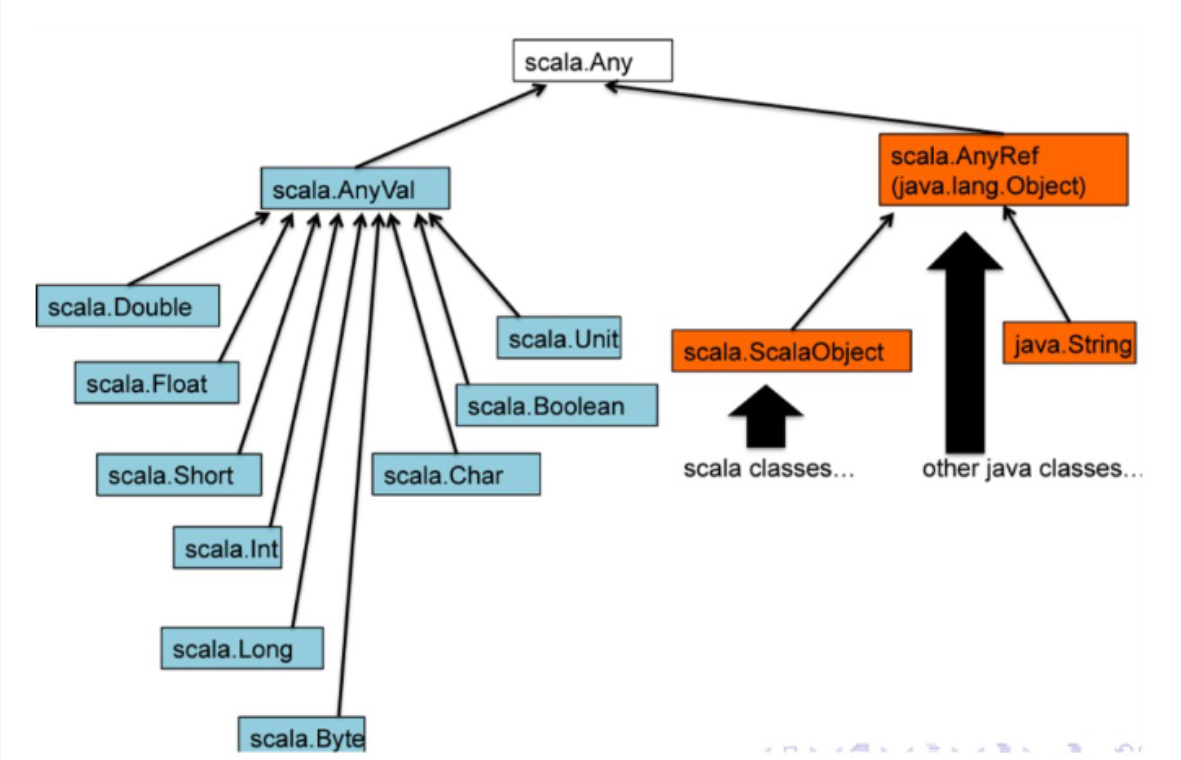 scala.Any
scala.AnyRef
(java.lang.Object)
scala.AnyVal
scala.Double
scala.Unit
scala.ScalaObject
java.String
scala.Float
scala.Boolean
scala.Short
scala.Char
scala classes...
other java classes...
scala.Int
scala.Long
scala.Byte